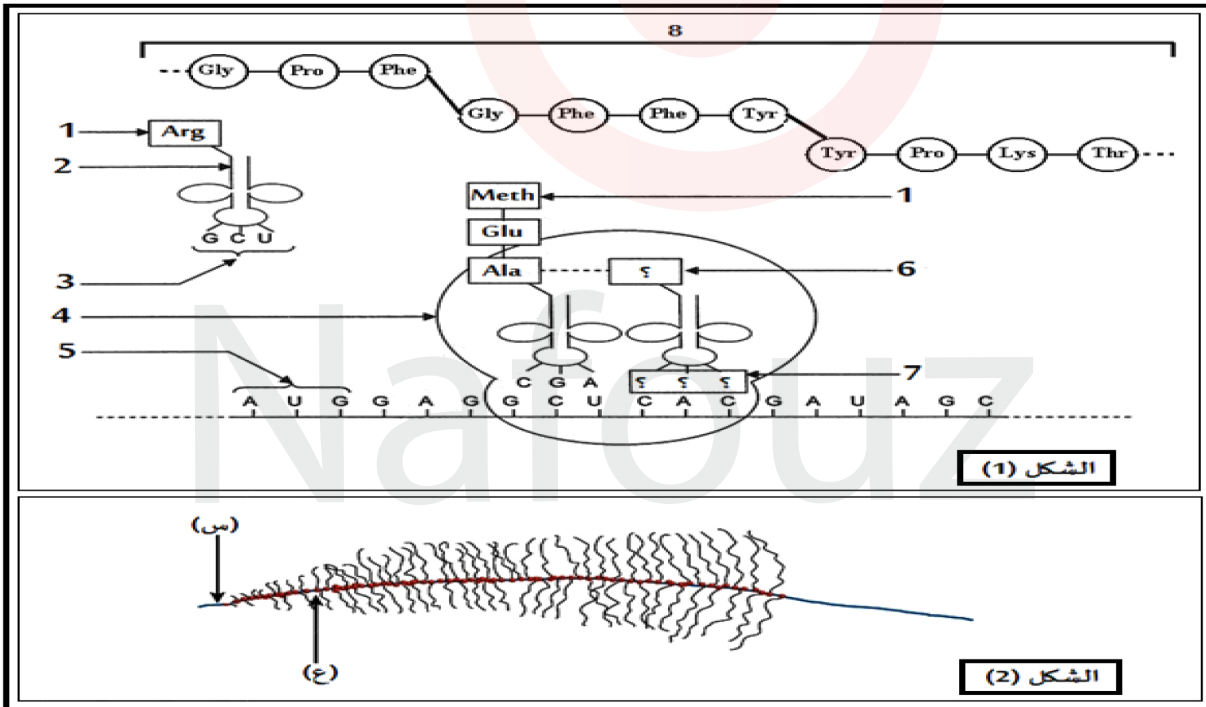 8
Gly Pro Phe
Gly Phe Phe Tyr
Tyr Pro Lys Thr
1 Arg
2
G C U
3
Meth 1
Glu
Ala ؟ 6
4
5
C G A ؟ ؟ ؟ 7
A U G G A G G C U C A C G A U A G C
الشكل (1)
Nafouz
(س)
(ع)
الشكل (2)